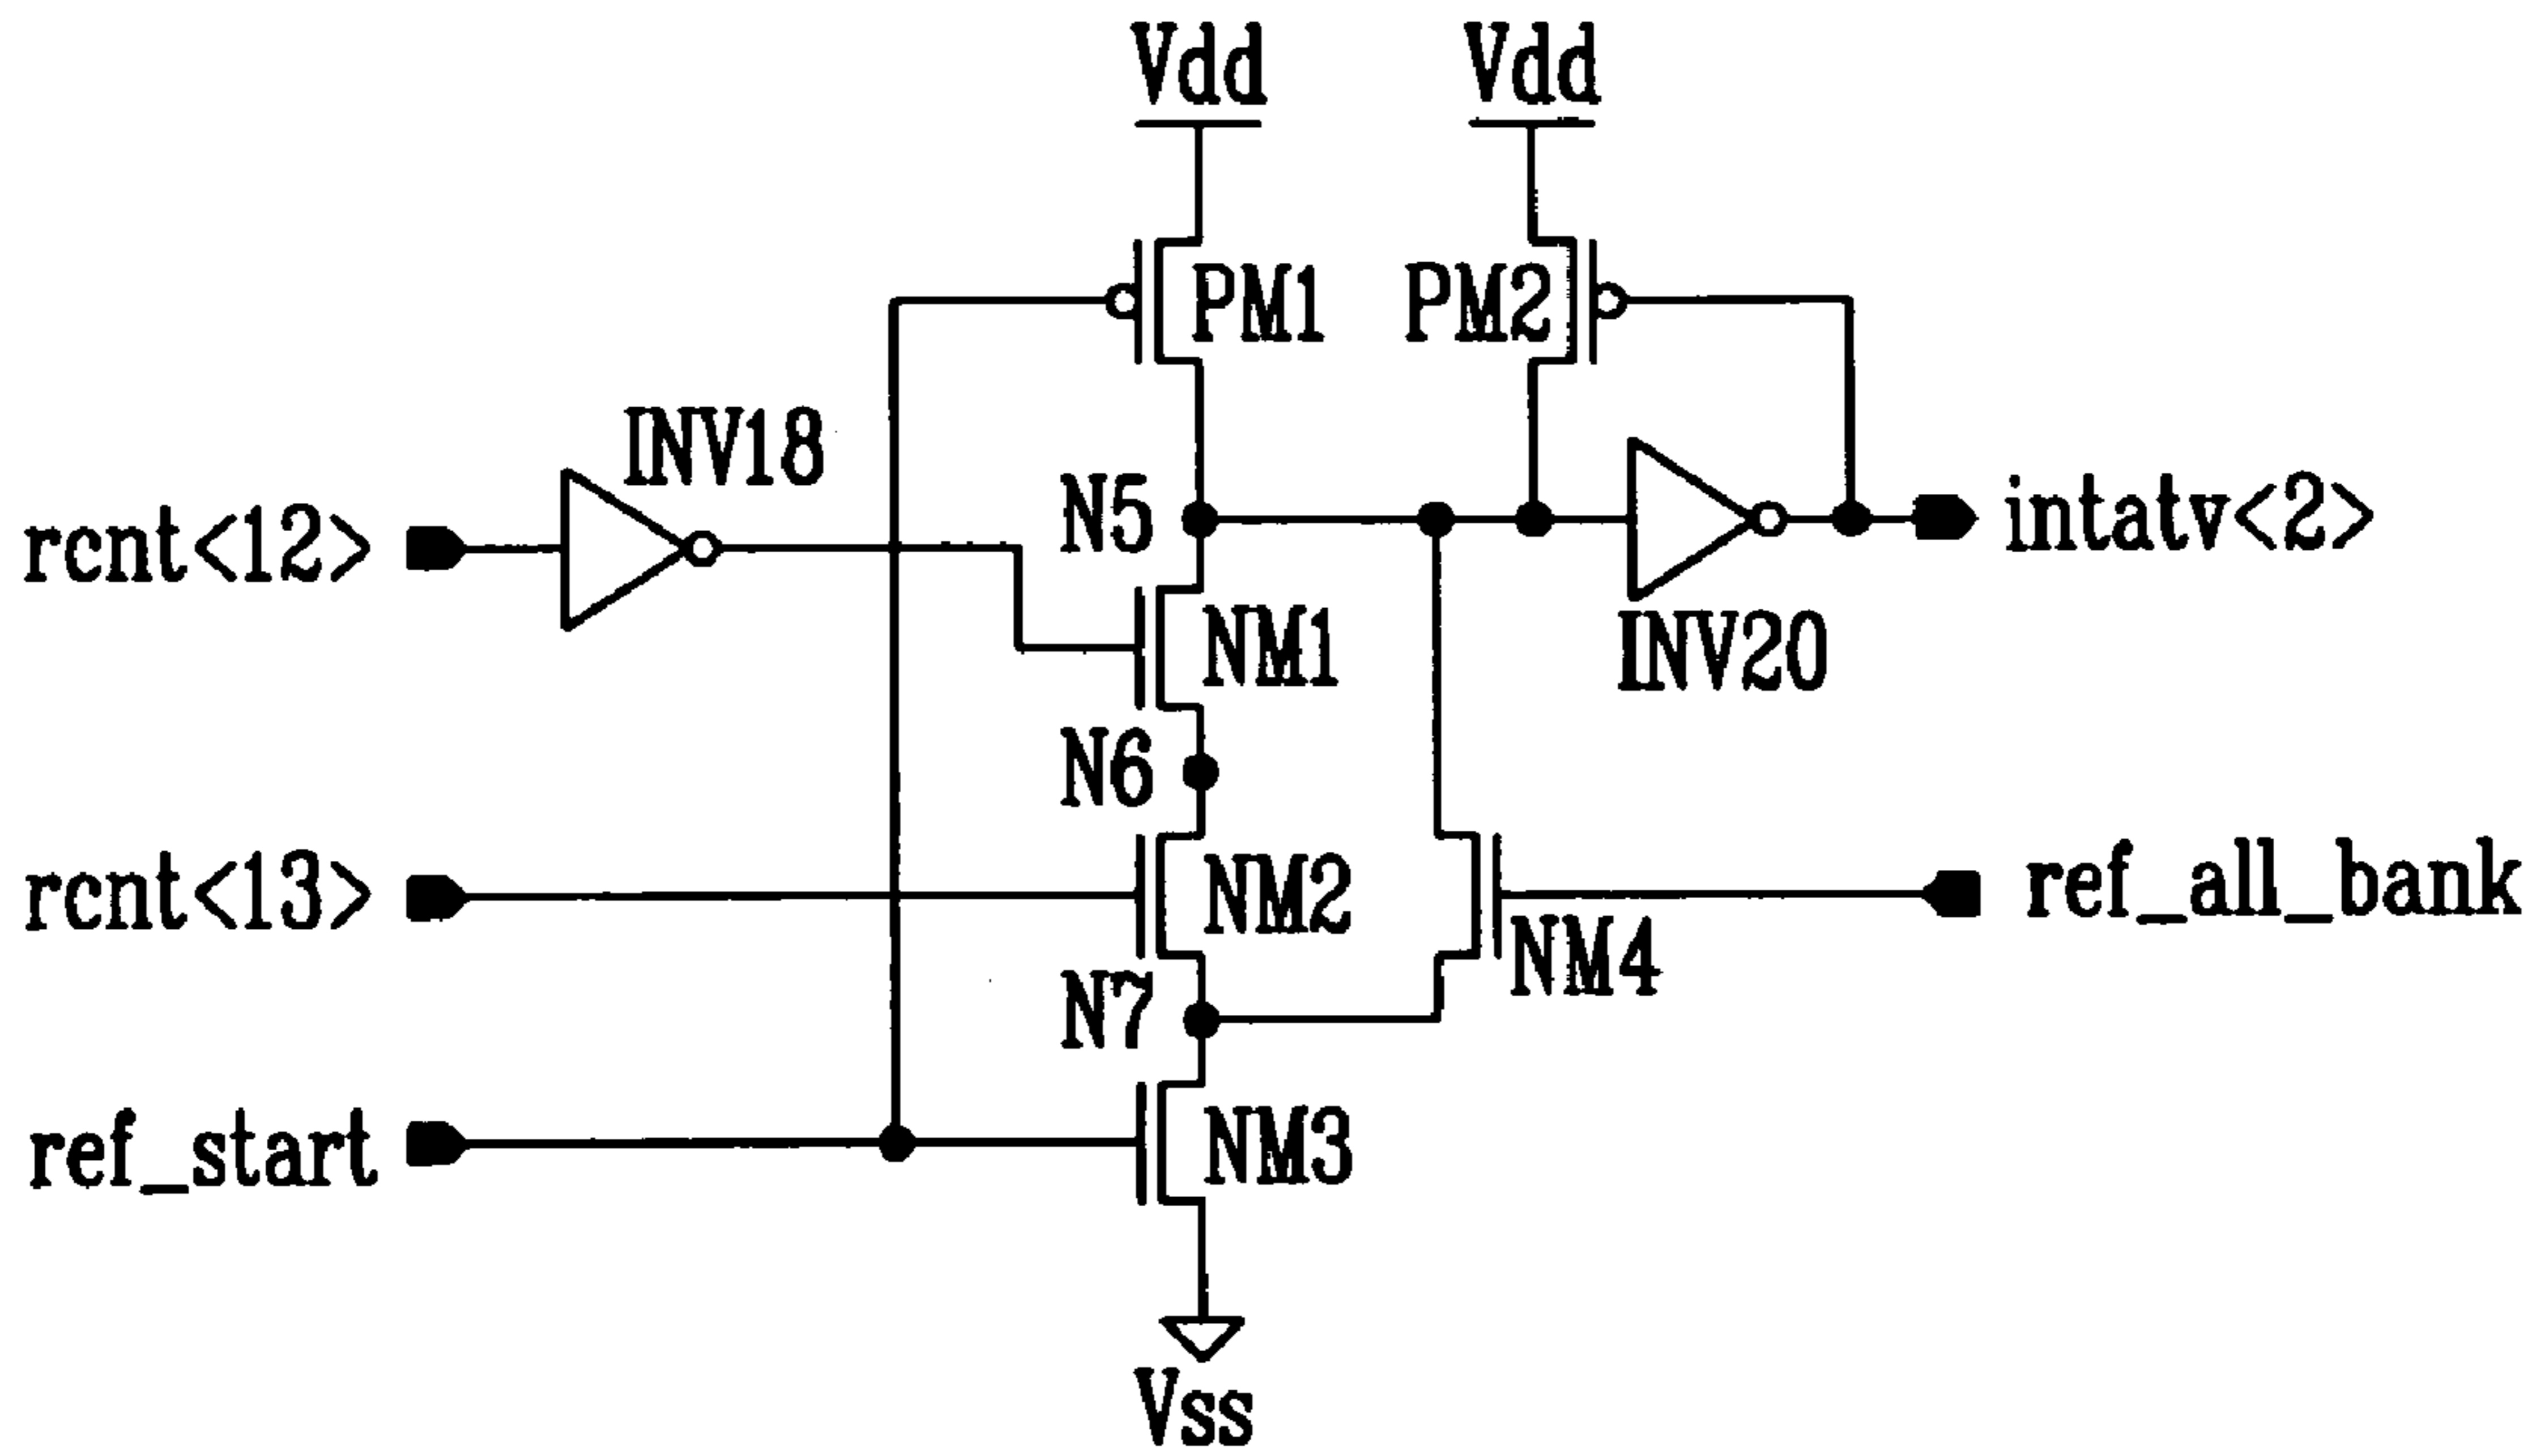 Vdd Vdd
PM1 PM2
INV18
N5
rcnt<12> intatv<2>
NM1 INV20
N6
rcnt<13> NM2 ref_all_bank
NM4
N7
ref_start NM3
Vss